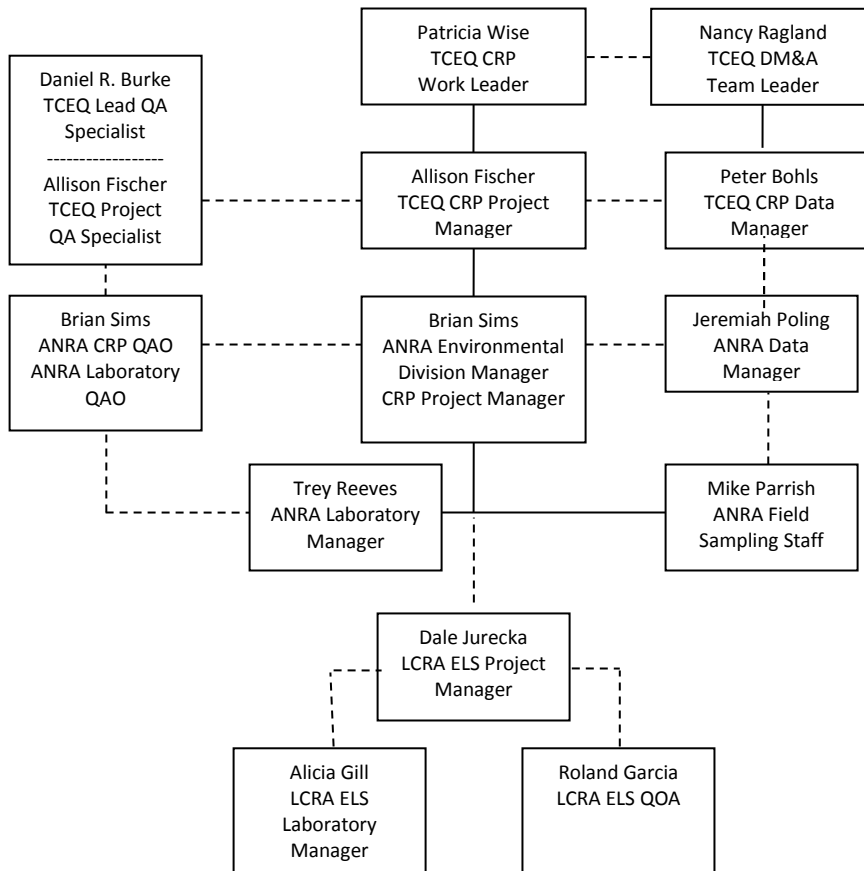 Patricia Wise
TCEQ CRP
Work Leader
Nancy Ragland
TCEQ DM&A
Team Leader
Daniel R. Burke
TCEQ Lead QA
Specialist
------------------
Allison Fischer
TCEQ Project
QA Specialist
Allison Fischer
TCEQ CRP Project
Manager
Peter Bohls
TCEQ CRP Data
Manager
Brian Sims
ANRA CRP QAO
ANRA Laboratory
QAO
Brian Sims
ANRA Environmental
Division Manager
CRP Project Manager
Jeremiah Poling
ANRA Data
Manager
Trey Reeves
ANRA Laboratory
Manager
Mike Parrish
ANRA Field
Sampling Staff
Dale Jurecka
LCRA ELS Project
Manager
Alicia Gill
LCRA ELS
Laboratory
Manager
Roland Garcia
LCRA ELS QOA